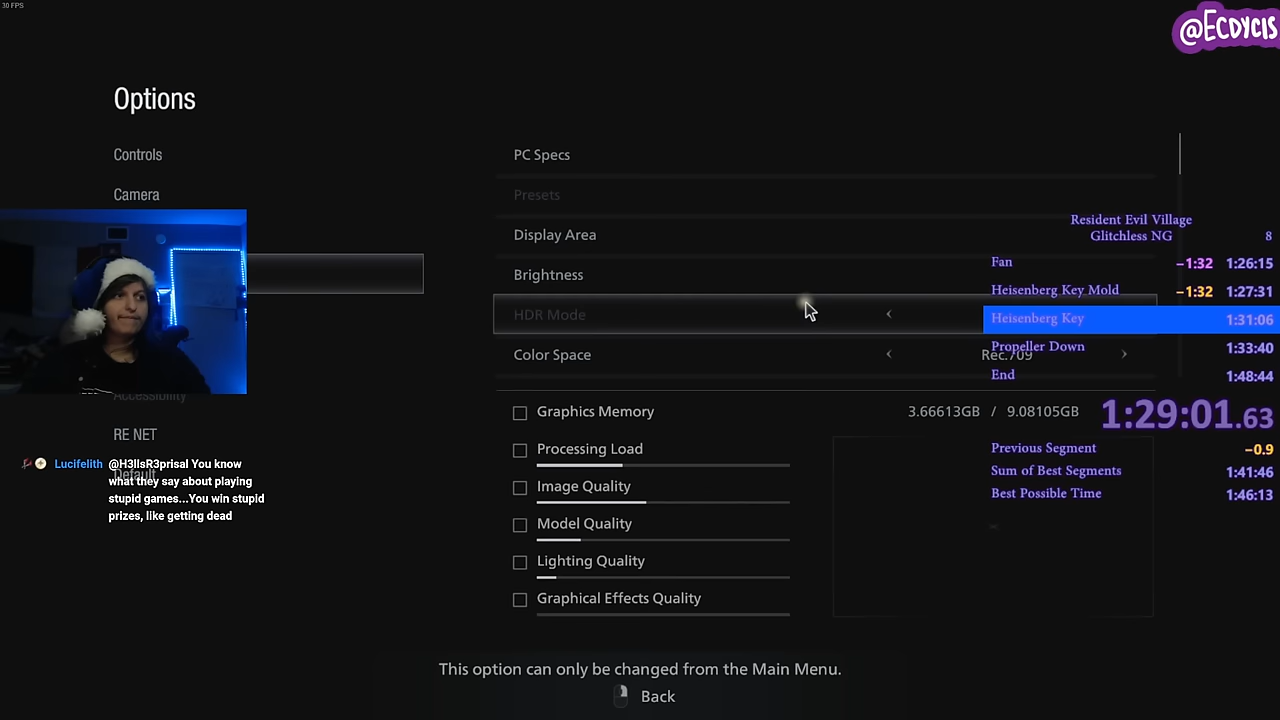 30 FPS
@ECDYCIS
Options
Controls
Camera
Accessibility
RE NET
Default
PC Specs
Presets
Display Area
Brightness
HDR Mode
Color Space
Rec.709
Graphics Memory
3.66613GB / 9.08105GB
Processing Load
Image Quality
Model Quality
Lighting Quality
Graphical Effects Quality
Resident Evil Village
Glitchless NG 8
Fan −1:32 1:26:15
Heisenberg Key Mold −1:32 1:27:31
Heisenberg Key 1:31:06
Propeller Down 1:33:40
End 1:48:44
1:29:01.63
Previous Segment −0.9
Sum of Best Segments 1:41:46
Best Possible Time 1:46:13
Lucifelith @H3llsR3prisal You know
what they say about playing
stupid games...You win stupid
prizes, like getting dead
This option can only be changed from the Main Menu.
Back